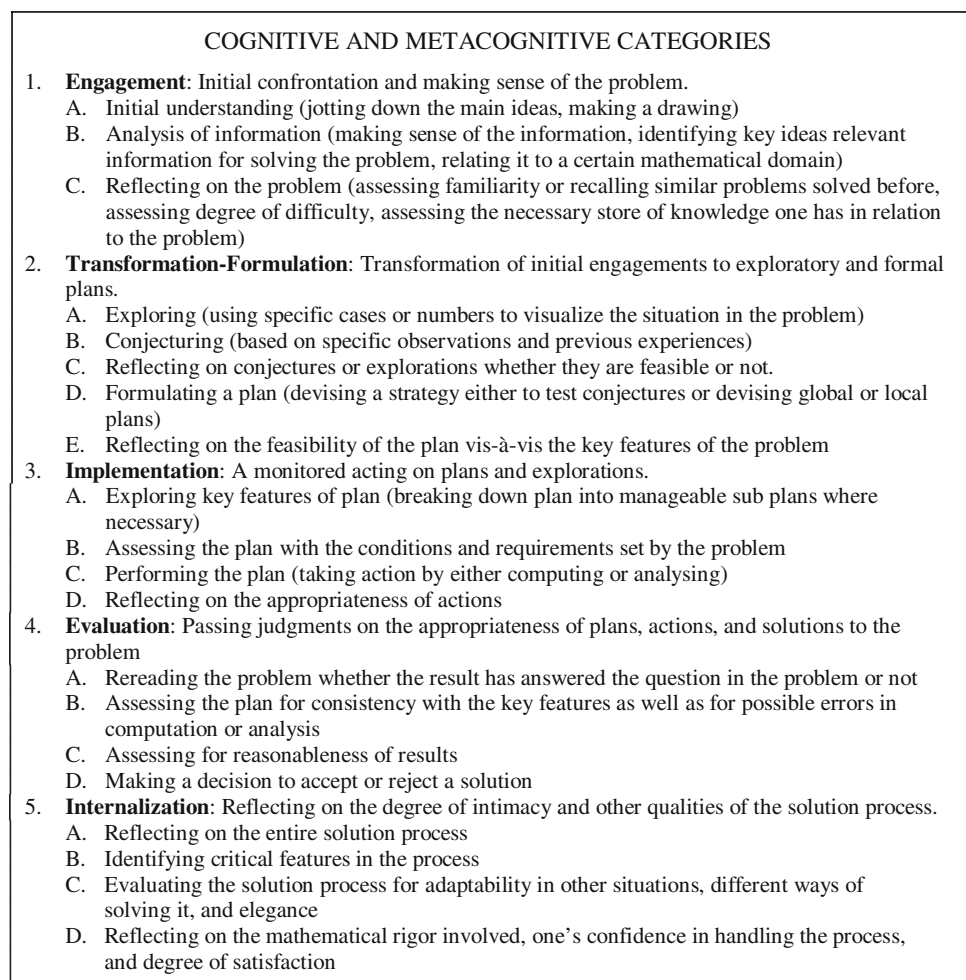 COGNITIVE AND METACOGNITIVE CATEGORIES
1. Engagement: Initial confrontation and making sense of the problem.
A. Initial understanding (jotting down the main ideas, making a drawing)
B. Analysis of information (making sense of the information, identifying key ideas relevant
information for solving the problem, relating it to a certain mathematical domain)
C. Reflecting on the problem (assessing familiarity or recalling similar problems solved before,
assessing degree of difficulty, assessing the necessary store of knowledge one has in relation
to the problem)
2. Transformation-Formulation: Transformation of initial engagements to exploratory and formal
plans.
A. Exploring (using specific cases or numbers to visualize the situation in the problem)
B. Conjecturing (based on specific observations and previous experiences)
C. Reflecting on conjectures or explorations whether they are feasible or not.
D. Formulating a plan (devising a strategy either to test conjectures or devising global or local
plans)
E. Reflecting on the feasibility of the plan vis-à-vis the key features of the problem
3. Implementation: A monitored acting on plans and explorations.
A. Exploring key features of plan (breaking down plan into manageable sub plans where
necessary)
B. Assessing the plan with the conditions and requirements set by the problem
C. Performing the plan (taking action by either computing or analysing)
D. Reflecting on the appropriateness of actions
4. Evaluation: Passing judgments on the appropriateness of plans, actions, and solutions to the
problem
A. Rereading the problem whether the result has answered the question in the problem or not
B. Assessing the plan for consistency with the key features as well as for possible errors in
computation or analysis
C. Assessing for reasonableness of results
D. Making a decision to accept or reject a solution
5. Internalization: Reflecting on the degree of intimacy and other qualities of the solution process.
A. Reflecting on the entire solution process
B. Identifying critical features in the process
C. Evaluating the solution process for adaptability in other situations, different ways of
solving it, and elegance
D. Reflecting on the mathematical rigor involved, one's confidence in handling the process,
and degree of satisfaction